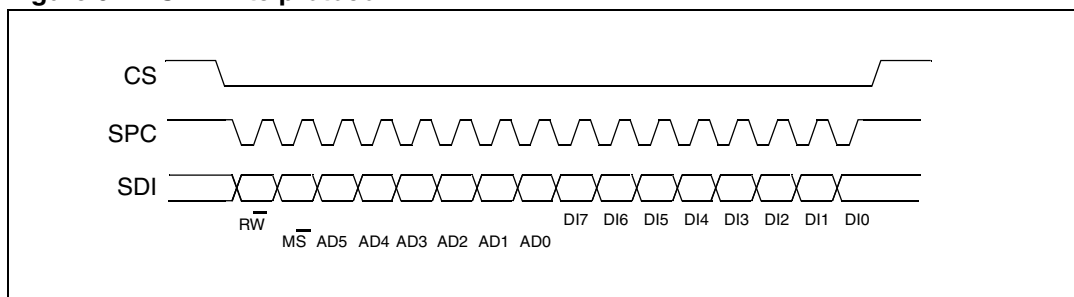 CS
SPC
SDI
RW̅
DI7 DI6 DI5 DI4 DI3 DI2 DI1 DI0
MS̅ AD5 AD4 AD3 AD2 AD1 AD0